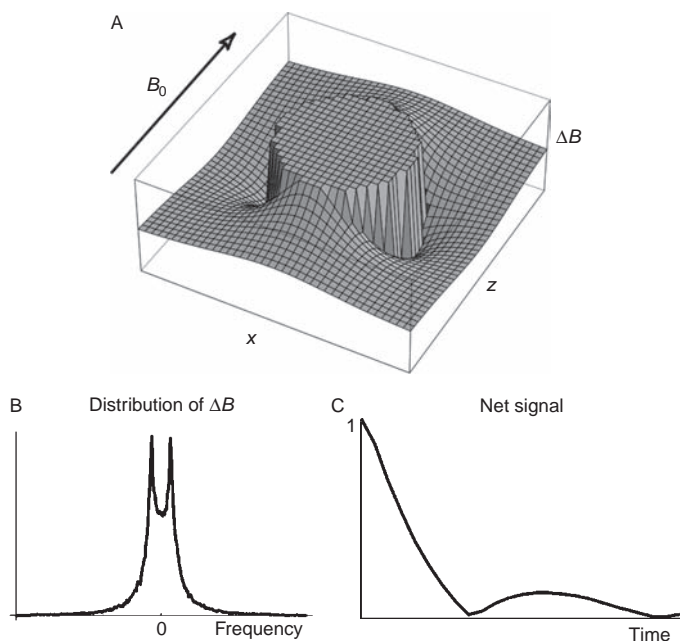 A
B0
ΔB
z
x
B Distribution of ΔB
0 Frequency
C Net signal
1
Time